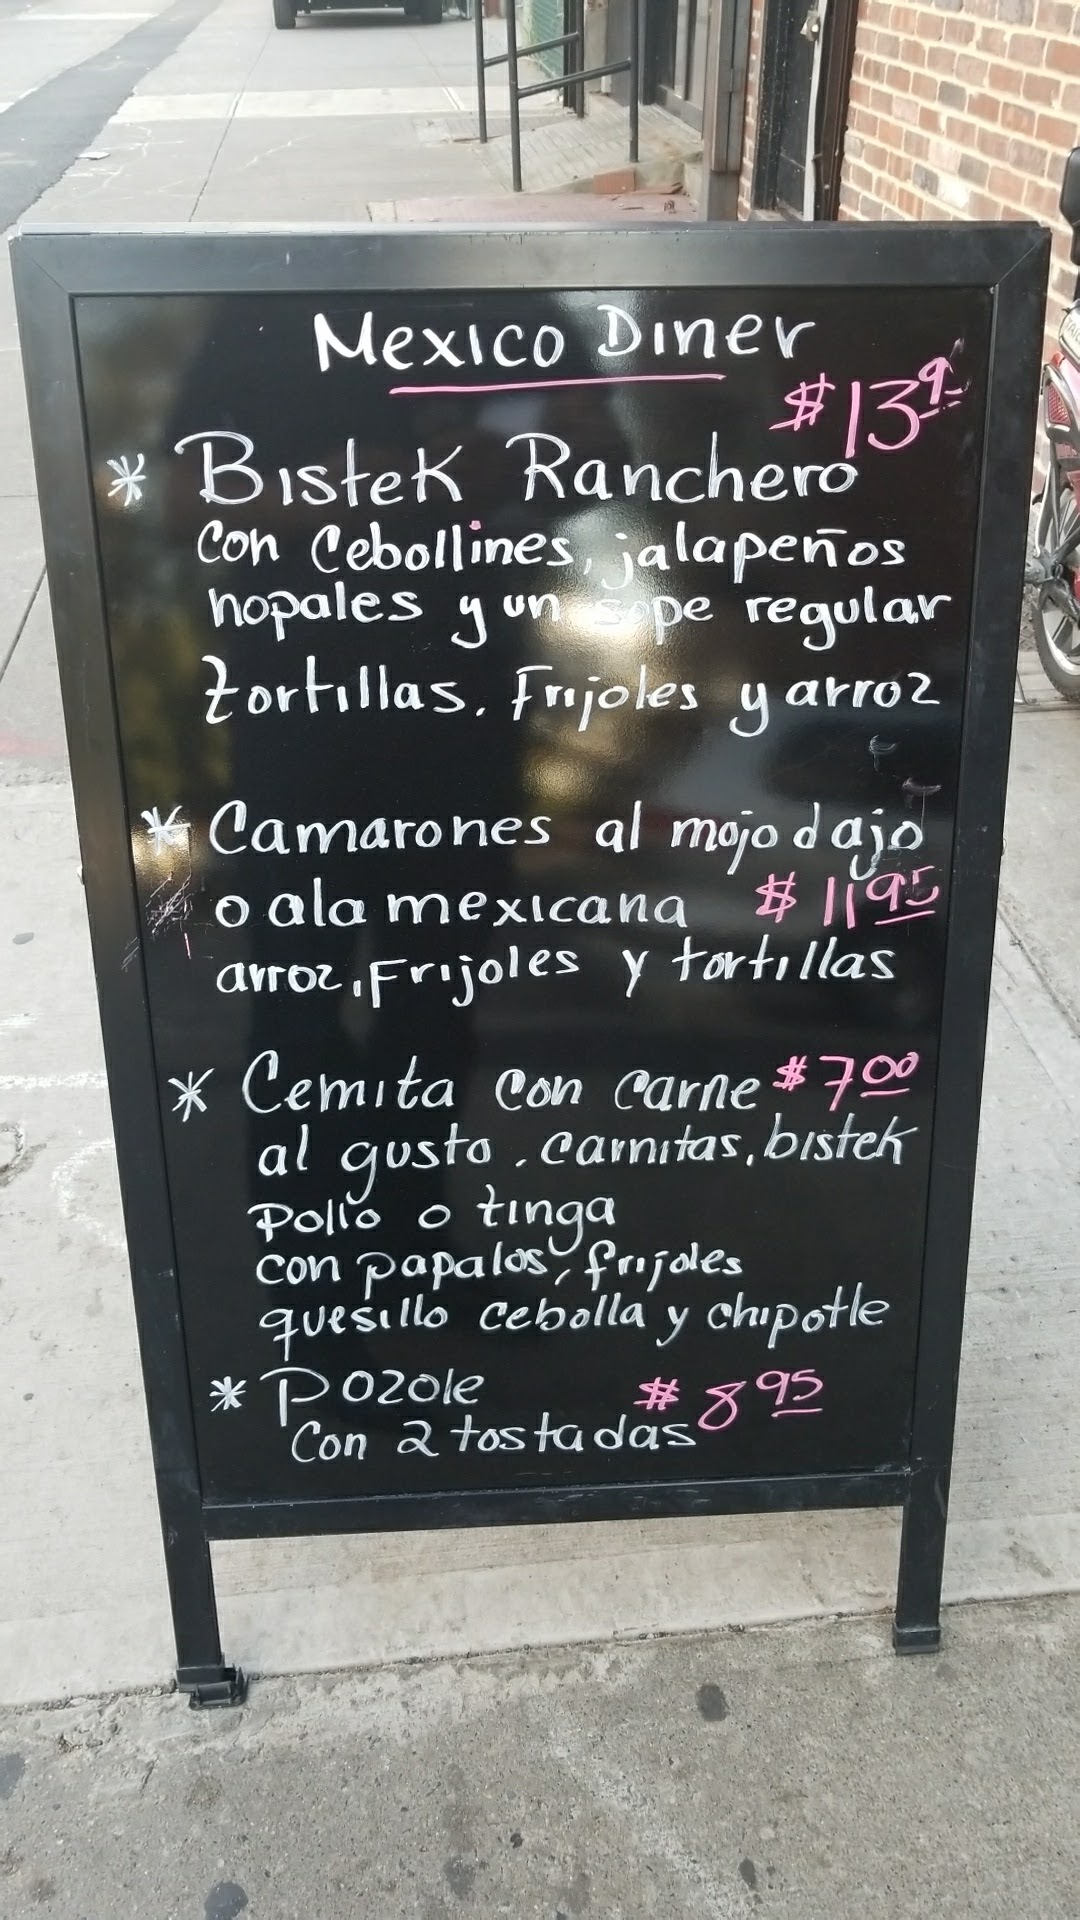 Mexico Diner
$13 9
* Bistek Ranchero
con Cebollines, jalapeños
nopales y un sope regular
tortillas. Frijoles y arroz
* Camarones al mojo d ajo
o ala mexicana $11 95
arroz, Frijoles y tortillas
* Cemita con carne $7 00
al gusto. carnitas, bistek
pollo o tinga
con papalos, frijoles
quesillo cebolla y chipotle
* Pozole $8 95
Con 2 tostadas